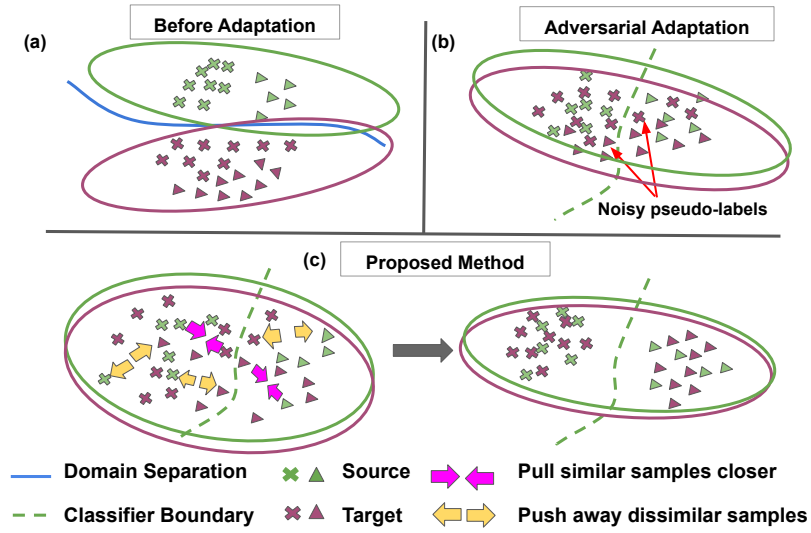 (a)
Before Adaptation
(b)
Adversarial Adaptation
Noisy pseudo-labels
(c)
Proposed Method
Domain Separation
Source
Pull similar samples closer
Classifier Boundary
Target
Push away dissimilar samples